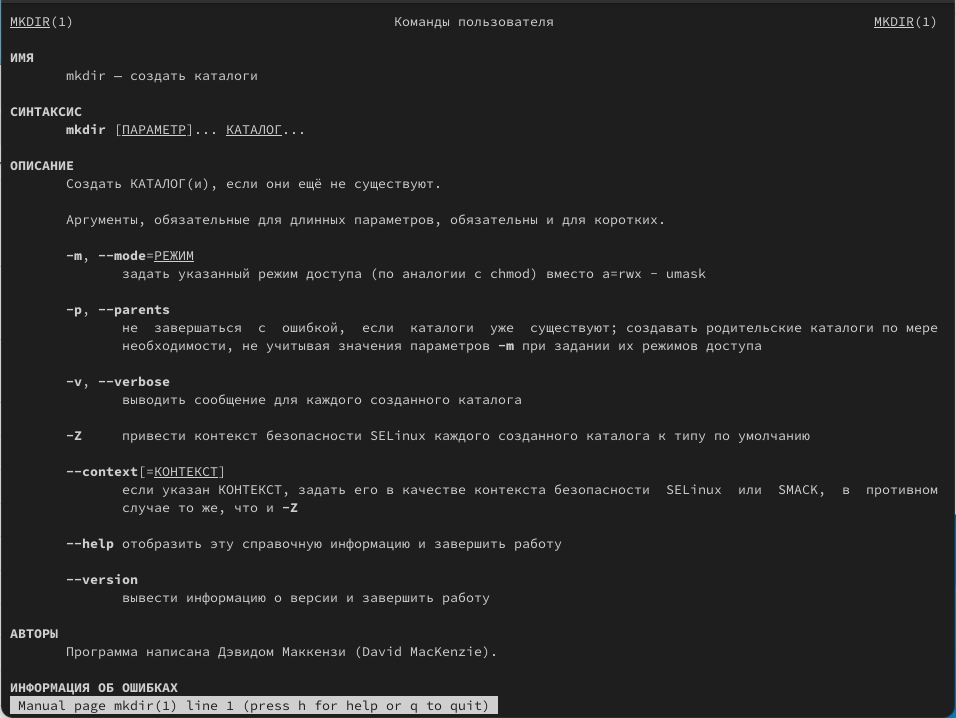 MKDIR(1) Команды пользователя MKDIR(1)
ИМЯ
mkdir — создать каталоги
СИНТАКСИС
mkdir [ПАРАМЕТР]... КАТАЛОГ...
ОПИСАНИЕ
Создать КАТАЛОГ(и), если они ещё не существуют.
Аргументы, обязательные для длинных параметров, обязательны и для коротких.
-m, --mode=РЕЖИМ
задать указанный режим доступа (по аналогии с chmod) вместо a=rwx - umask
-p, --parents
не завершаться с ошибкой, если каталоги уже существуют; создавать родительские каталоги по мере
необходимости, не учитывая значения параметров -m при задании их режимов доступа
-v, --verbose
выводить сообщение для каждого созданного каталога
-Z привести контекст безопасности SELinux каждого созданного каталога к типу по умолчанию
--context[=КОНТЕКСТ]
если указан КОНТЕКСТ, задать его в качестве контекста безопасности SELinux или SMACK, в противном
случае то же, что и -Z
--help отобразить эту справочную информацию и завершить работу
--version
вывести информацию о версии и завершить работу
АВТОРЫ
Программа написана Дэвидом Маккензи (David MacKenzie).
ИНФОРМАЦИЯ ОБ ОШИБКАХ
Manual page mkdir(1) line 1 (press h for help or q to quit)